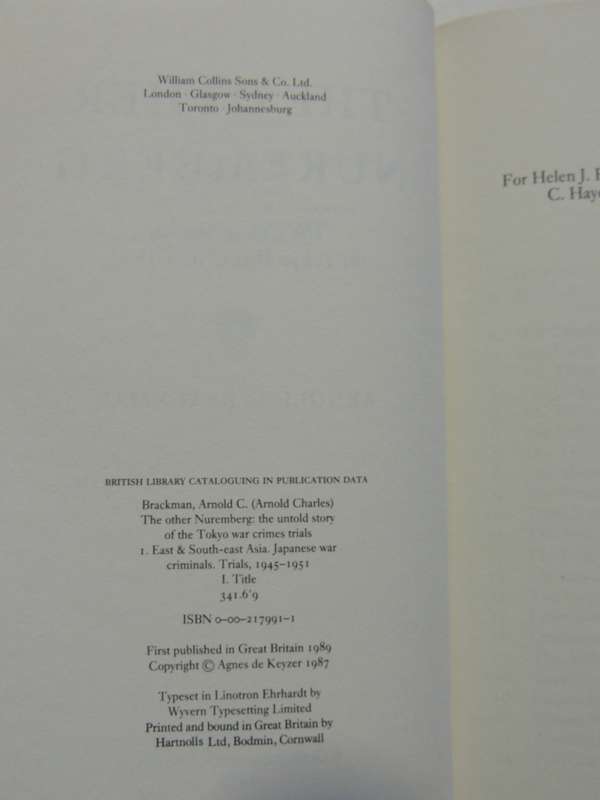 William Collins Sons & Co. Ltd.
London · Glasgow · Sydney · Auckland
Toronto · Johannesburg
BRITISH LIBRARY CATALOGUING IN PUBLICATION DATA
Brackman, Arnold C. (Arnold Charles)
The other Nuremberg: the untold story
of the Tokyo war crimes trials
1. East & South-east Asia. Japanese war
criminals. Trials, 1945–1951
I. Title
341.6'9
ISBN 0-00-217991-1
First published in Great Britain 1989
Copyright © Agnes de Keyzer 1987
Typeset in Linotron Ehrhardt by
Wyvern Typesetting Limited
Printed and bound in Great Britain by
Hartnolls Ltd, Bodmin, Cornwall
For Helen J.
C.